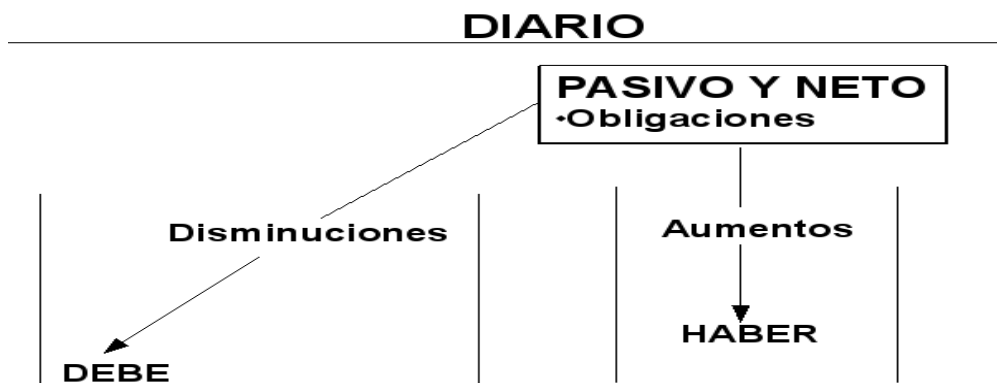 DIARIO
PASIVO Y NETO
•Obligaciones
Disminuciones
Aumentos
HABER
DEBE